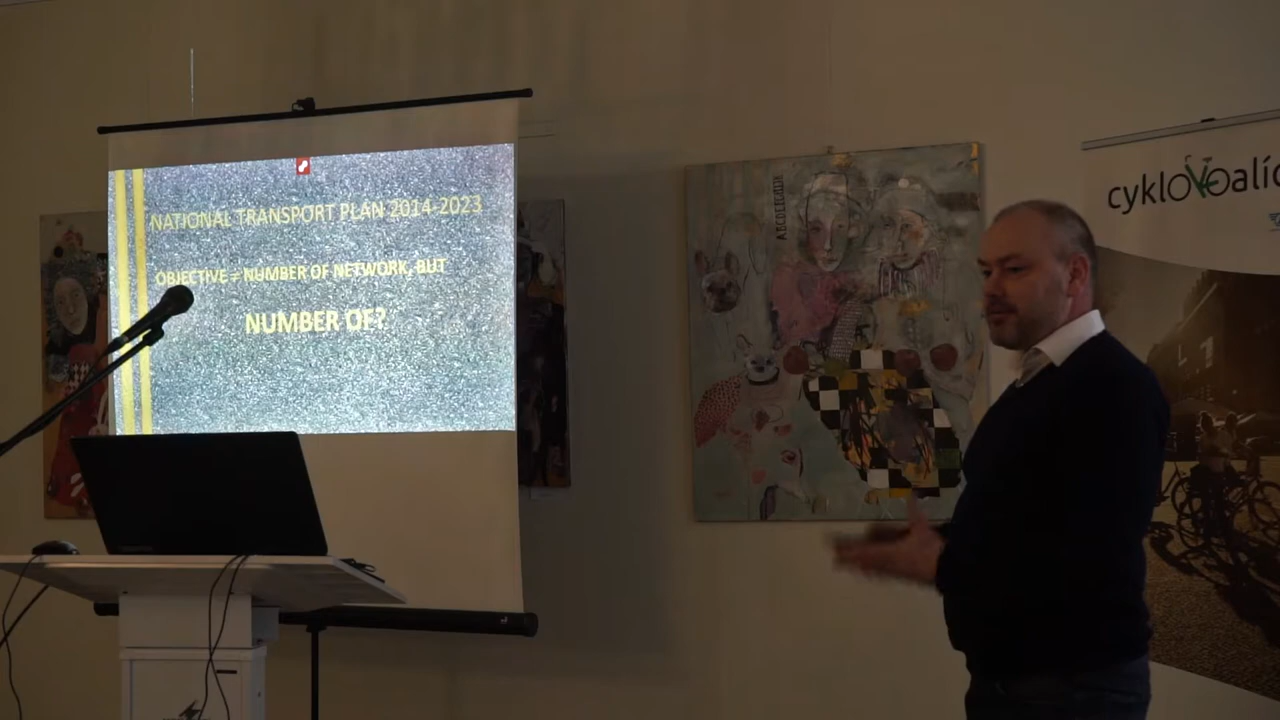 NATIONAL TRANSPORT PLAN 2014-2023
OBJECTIVE = NUMBER OF NETWORK, BUT
NUMBER OF?
cykloVoalíc